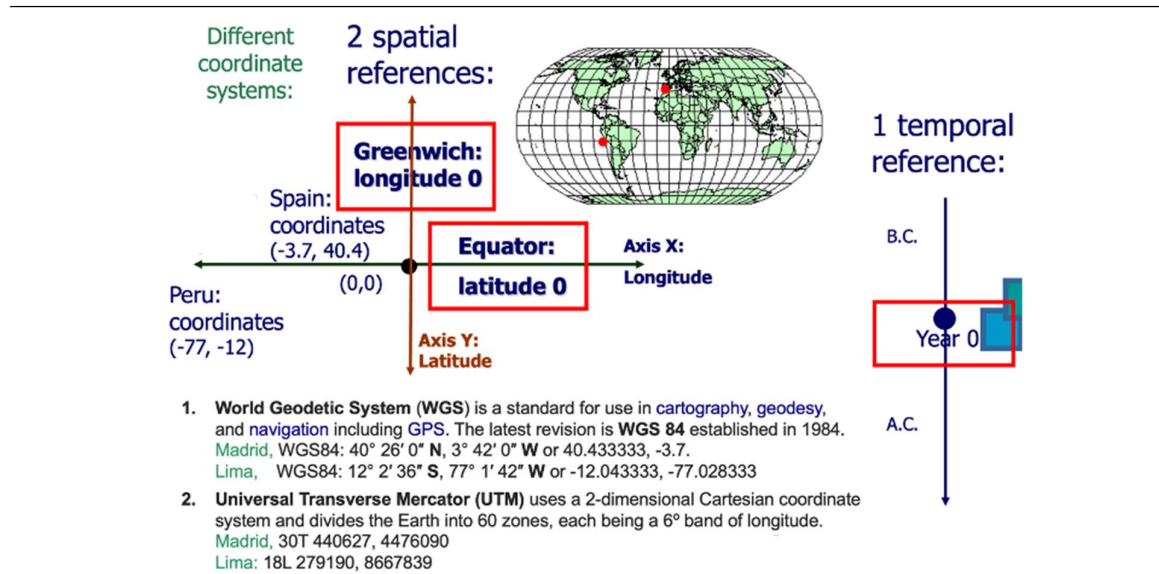 Different
coordinate
systems:
2 spatial
references:
Greenwich:
longitude 0
Spain:
coordinates
(-3.7, 40.4)
Equator:
latitude 0
Axis X:
Longitude
(0,0)
Peru:
coordinates
(-77, -12)
Axis Y:
Latitude
1 temporal
reference:
B.C.
Year 0
A.C.
1. World Geodetic System (WGS) is a standard for use in cartography, geodesy,
and navigation including GPS. The latest revision is WGS 84 established in 1984.
Madrid, WGS84: 40° 26′ 0″ N, 3° 42′ 0″ W or 40.433333, -3.7.
Lima, WGS84: 12° 2′ 36″ S, 77° 1′ 42″ W or -12.043333, -77.028333
2. Universal Transverse Mercator (UTM) uses a 2-dimensional Cartesian coordinate
system and divides the Earth into 60 zones, each being a 6º band of longitude.
Madrid, 30T 440627, 4476090
Lima: 18L 279190, 8667839